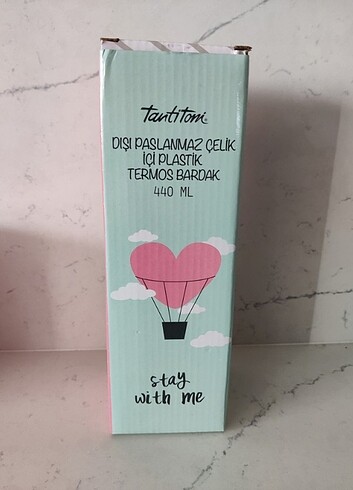 Tantitoni
DIŞI PASLANMAZ ÇELİK
İÇİ PLASTİK
TERMOS BARDAK
440 ML
stay
with me